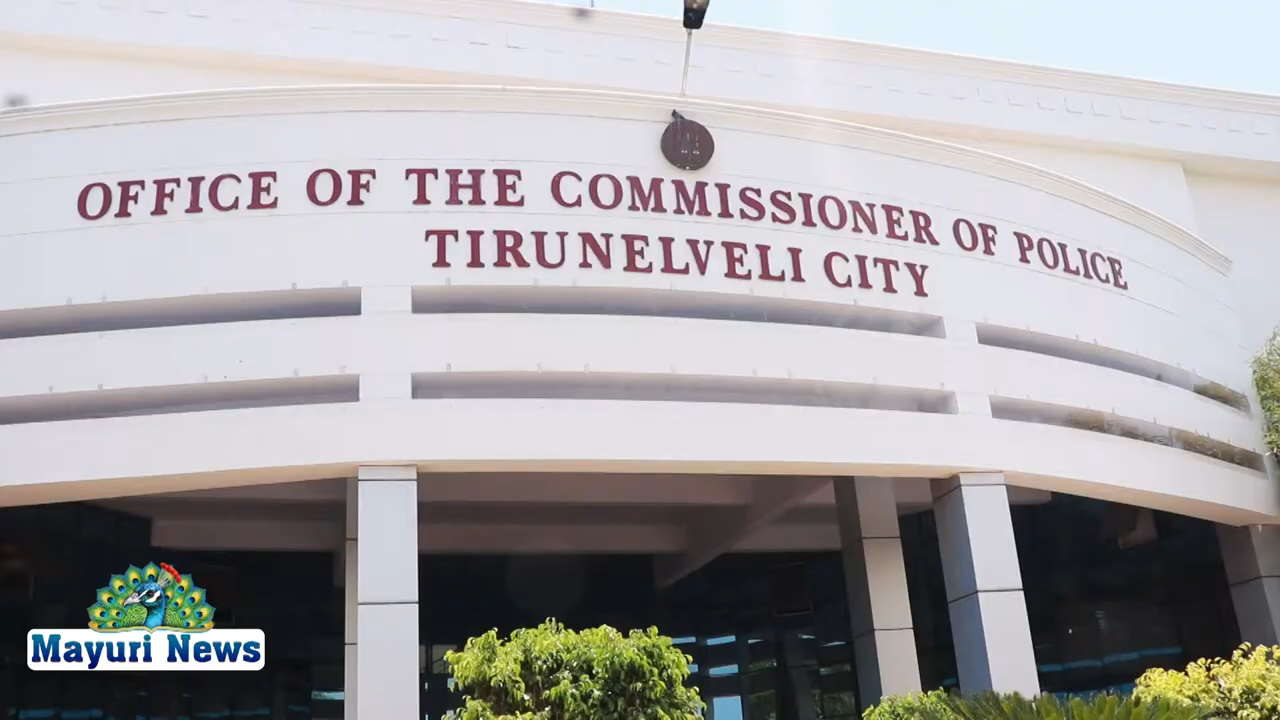 OFFICE OF THE COMMISSIONER OF POLICE
TIRUNELVELI CITY
Mayuri News